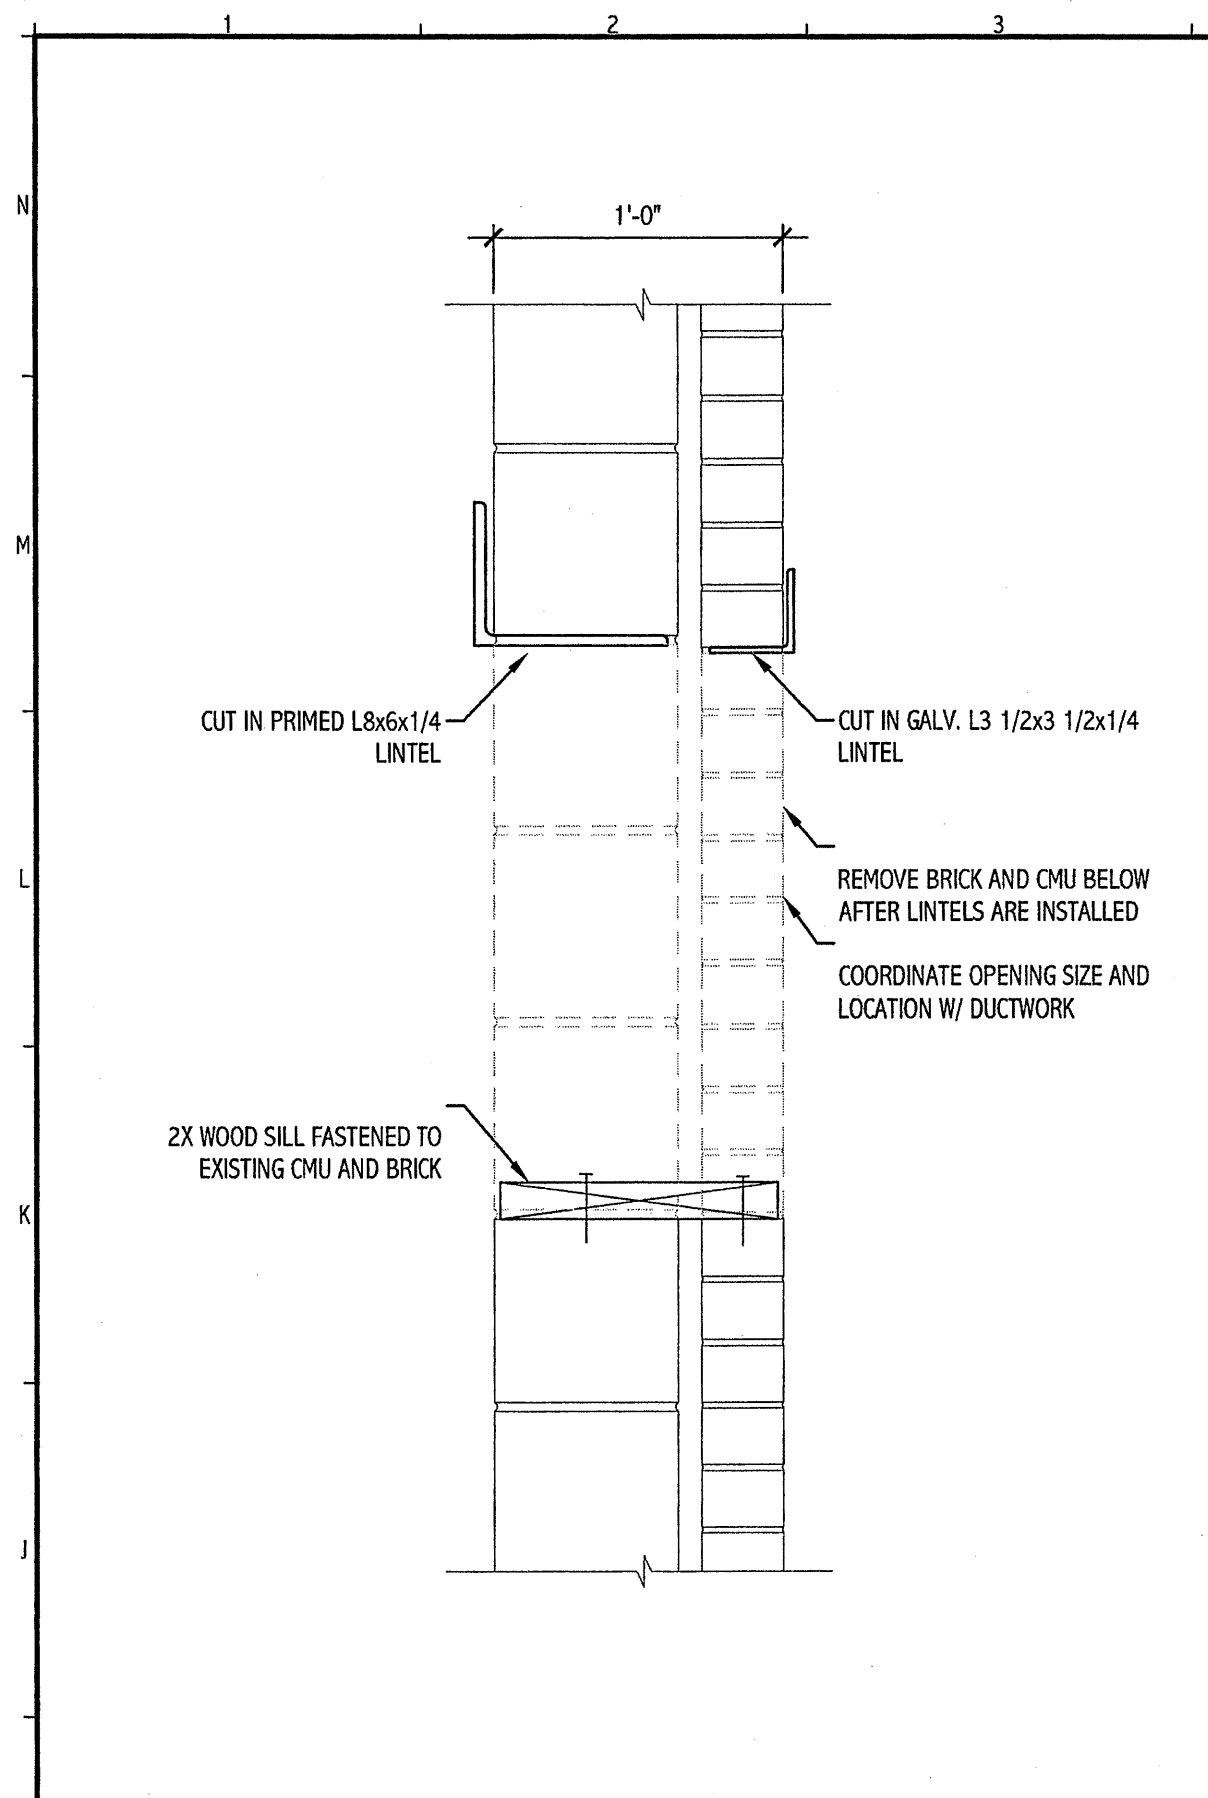 1 2 3
N
1'-0"
M
CUT IN PRIMED L8x6x1/4
LINTEL
CUT IN GALV. L3 1/2x3 1/2x1/4
LINTEL
L
REMOVE BRICK AND CMU BELOW
AFTER LINTELS ARE INSTALLED
COORDINATE OPENING SIZE AND
LOCATION W/ DUCTWORK
2X WOOD SILL FASTENED TO
EXISTING CMU AND BRICK
K
J